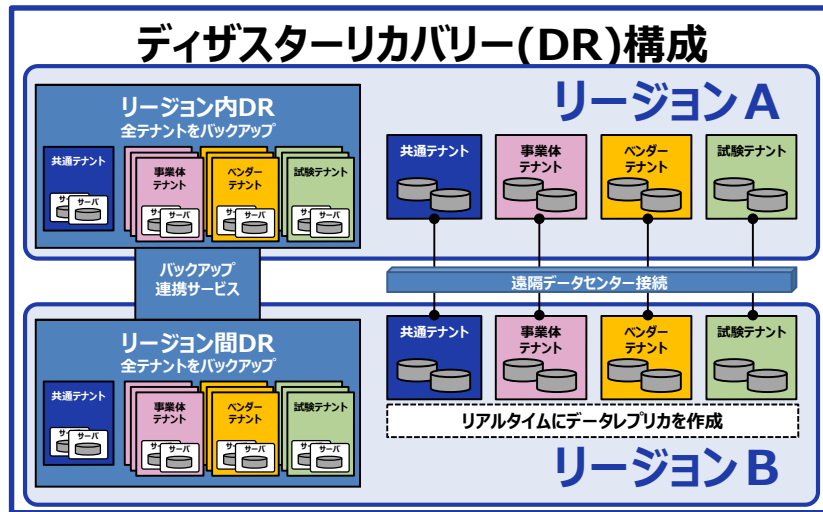 ディザスターリカバリー(DR)構成
リージョンA
リージョン内DR
全テナントをバックアップ
共通テナント
サーバ
事業体
テナント
サーバ
ベンダー
テナント
サーバ
試験テナント
サーバ
共通テナント
事業体
テナント
ベンダー
テナント
試験テナント
バックアップ
連携サービス
遠隔データセンター接続
リージョン間DR
全テナントをバックアップ
共通テナント
サーバ
事業体
テナント
サーバ
ベンダー
テナント
サーバ
試験テナント
サーバ
共通テナント
事業体
テナント
ベンダー
テナント
試験テナント
リアルタイムにデータレプリカを作成
リージョンB